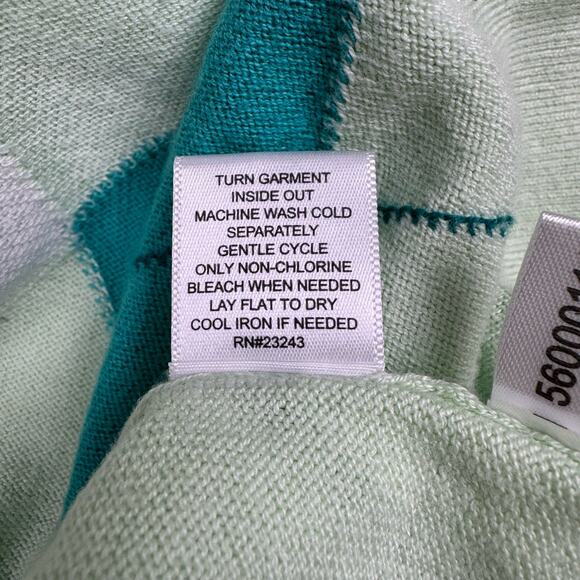 TURN GARMENT
INSIDE OUT
MACHINE WASH COLD
SEPARATELY
GENTLE CYCLE
ONLY NON-CHLORINE
BLEACH WHEN NEEDED
LAY FLAT TO DRY
COOL IRON IF NEEDED
RN#23243